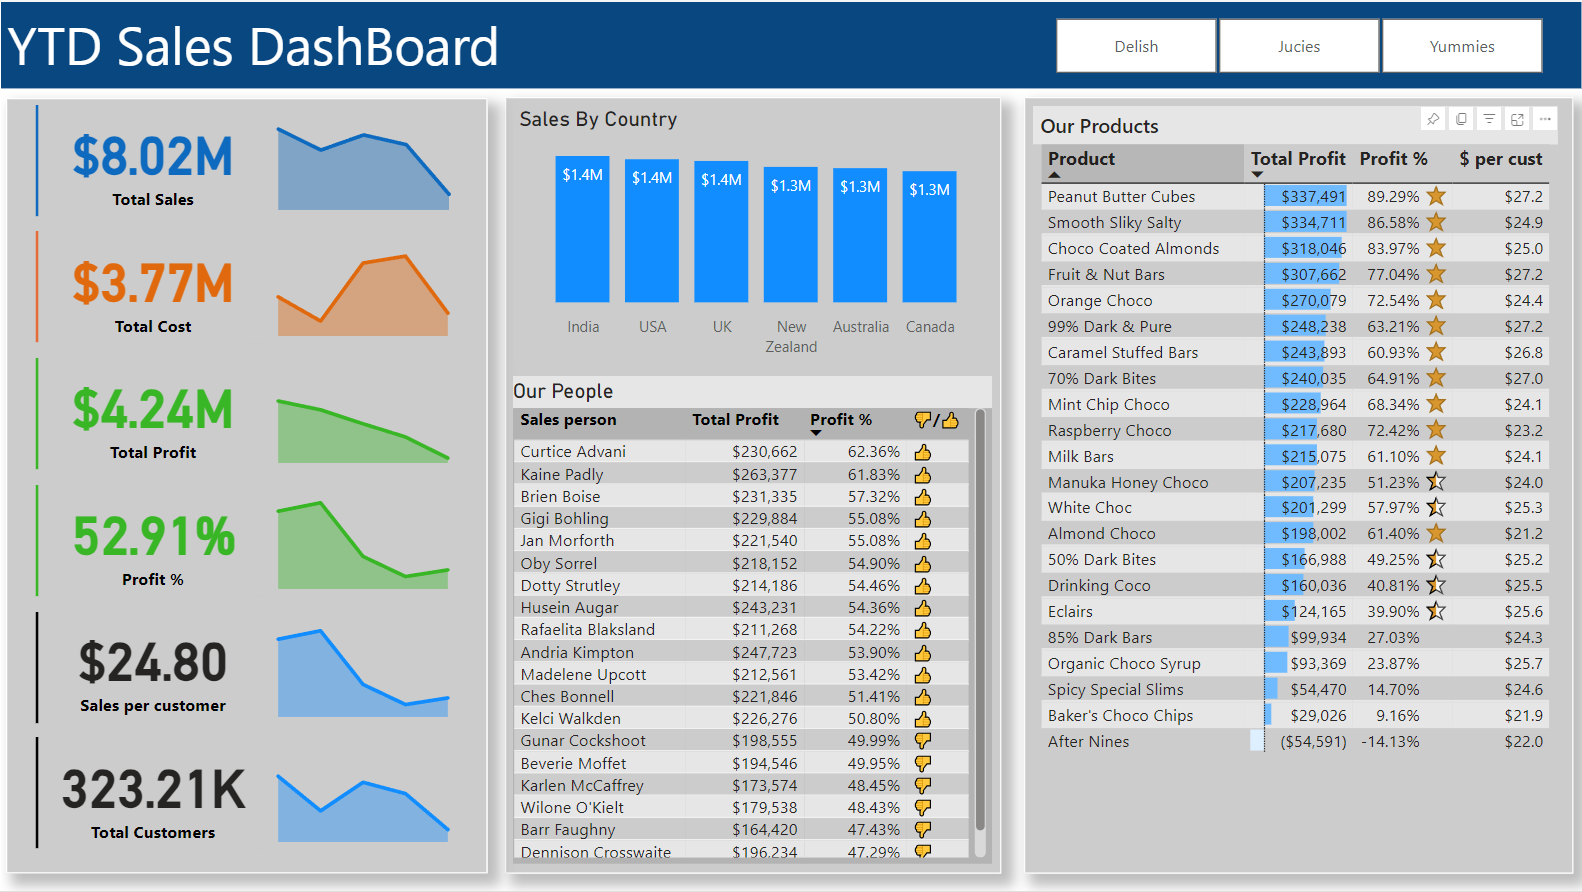 YTD Sales DashBoard
Delish Jucies Yummies
$8.02M
Total Sales
$3.77M
Total Cost
$4.24M
Total Profit
52.91%
Profit %
$24.80
Sales per customer
323.21K
Total Customers
Sales By Country
$1.4M $1.4M $1.4M $1.3M $1.3M $1.3M
India USA UK New Zealand Australia Canada
Our People
Sales person Total Profit Profit % 👎/👍
Curtice Advani $230,662 62.36% 👍
Kaine Padly $263,377 61.83% 👍
Brien Boise $231,335 57.32% 👍
Gigi Bohling $229,884 55.08% 👍
Jan Morforth $221,540 55.08% 👍
Oby Sorrel $218,152 54.90% 👍
Dotty Strutley $214,186 54.46% 👍
Husein Augar $243,231 54.36% 👍
Rafaelita Blaksland $211,268 54.22% 👍
Andria Kimpton $247,723 53.90% 👍
Madelene Upcott $212,561 53.42% 👍
Ches Bonnell $221,846 51.41% 👍
Kelci Walkden $226,276 50.80% 👍
Gunar Cockshoot $198,555 49.99% 👎
Beverie Moffet $194,546 49.95% 👎
Karlen McCaffrey $173,574 48.45% 👎
Wilone O'Kielt $179,538 48.43% 👎
Barr Faughny $164,420 47.43% 👎
Dennison Crosswaite $196,234 47.29% 👎
Our Products
Product Total Profit Profit % $ per cust
Peanut Butter Cubes $337,491 89.29% $27.2
Smooth Sliky Salty $334,711 86.58% $24.9
Choco Coated Almonds $318,046 83.97% $25.0
Fruit & Nut Bars $307,662 77.04% $27.2
Orange Choco $270,079 72.54% $24.4
99% Dark & Pure $248,238 63.21% $27.2
Caramel Stuffed Bars $243,893 60.93% $26.8
70% Dark Bites $240,035 64.91% $27.0
Mint Chip Choco $228,964 68.34% $24.1
Raspberry Choco $217,680 72.42% $23.2
Milk Bars $215,075 61.10% $24.1
Manuka Honey Choco $207,235 51.23% $24.0
White Choc $201,299 57.97% $25.3
Almond Choco $198,002 61.40% $21.2
50% Dark Bites $166,988 49.25% $25.2
Drinking Coco $160,036 40.81% $25.5
Eclairs $124,165 39.90% $25.6
85% Dark Bars $99,934 27.03% $24.3
Organic Choco Syrup $93,369 23.87% $25.7
Spicy Special Slims $54,470 14.70% $24.6
Baker's Choco Chips $29,026 9.16% $21.9
After Nines ($54,591) -14.13% $22.0